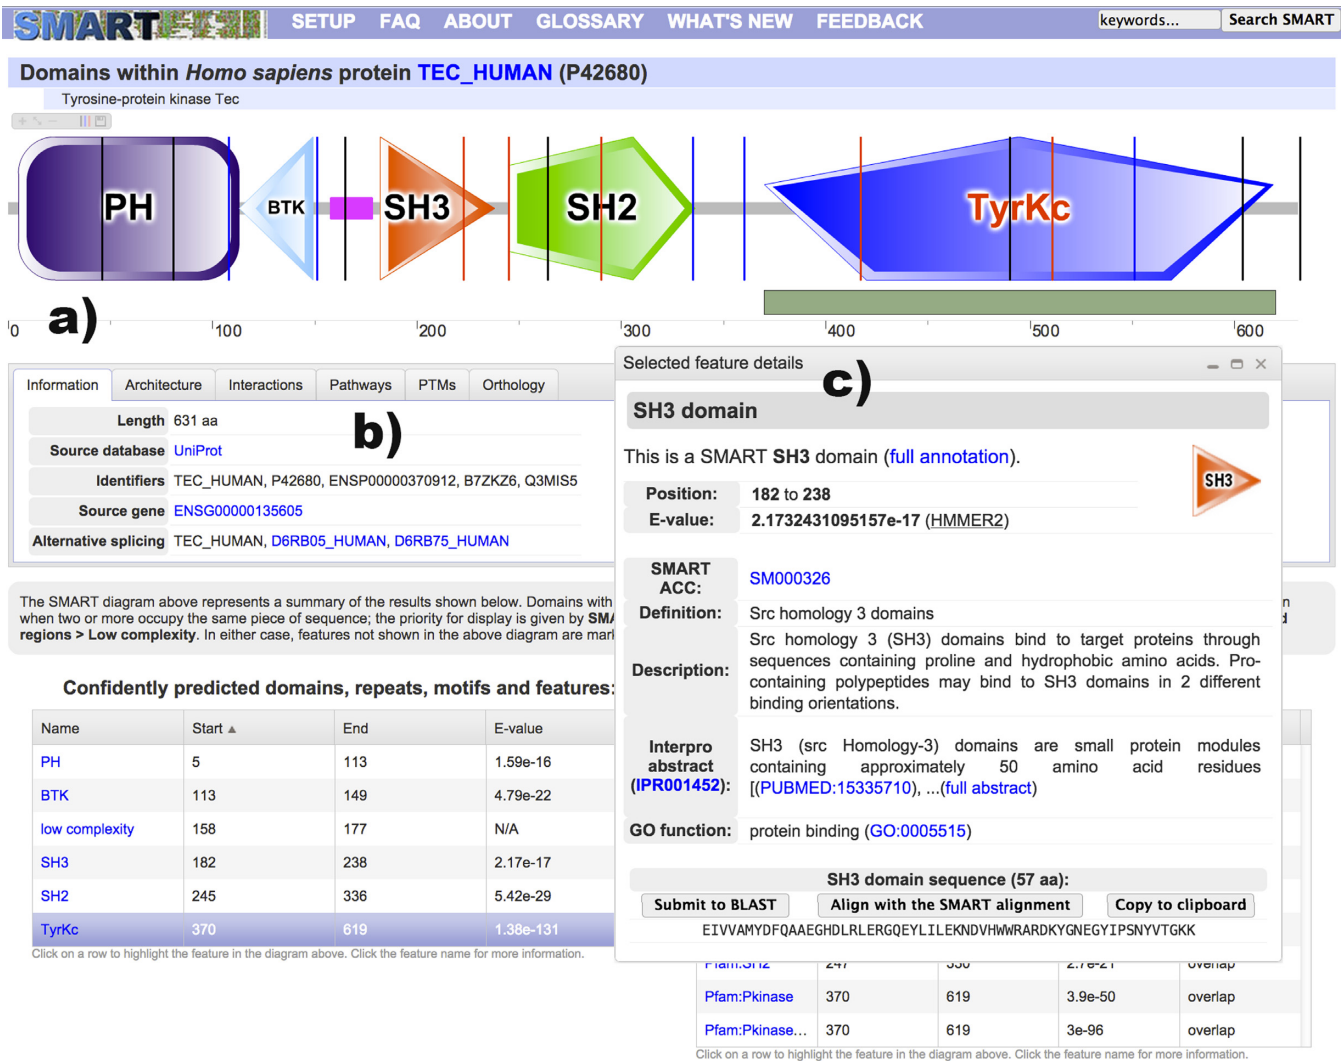 SMART SETUP FAQ ABOUT GLOSSARY WHAT'S NEW FEEDBACK keywords... Search SMART
Domains within Homo sapiens protein TEC_HUMAN (P42680)
Tyrosine-protein kinase Tec
PH BTK SH3 SH2 TyrKc
a)
0 100 200 300 400 500 600
Information Architecture Interactions Pathways PTMs Orthology
b)
Length 631 aa
Source database UniProt
Identifiers TEC_HUMAN, P42680, ENSP00000370912, B7ZKZ6, Q3MIS5
Source gene ENSG00000135605
Alternative splicing TEC_HUMAN, D6RB05_HUMAN, D6RB75_HUMAN
The SMART diagram above represents a summary of the results shown below. Domains with
when two or more occupy the same piece of sequence; the priority for display is given by SMA
regions > Low complexity. In either case, features not shown in the above diagram are mar
Confidently predicted domains, repeats, motifs and features:
Name Start End E-value
PH 5 113 1.59e-16
BTK 113 149 4.79e-22
low complexity 158 177 N/A
SH3 182 238 2.17e-17
SH2 245 336 5.42e-29
TyrKc 370 619 1.38e-131
Click on a row to highlight the feature in the diagram above. Click the feature name for more information.
Selected feature details
c)
SH3 domain
This is a SMART SH3 domain (full annotation).
SH3
Position: 182 to 238
E-value: 2.1732431095157e-17 (HMMER2)
SMART
ACC: SM000326
Definition: Src homology 3 domains
Description: Src homology 3 (SH3) domains bind to target proteins through
sequences containing proline and hydrophobic amino acids. Pro-
containing polypeptides may bind to SH3 domains in 2 different
binding orientations.
Interpro
abstract
(IPR001452): SH3 (src Homology-3) domains are small protein modules
containing approximately 50 amino acid residues
[(PUBMED:15335710), ...(full abstract)
GO function: protein binding (GO:0005515)
SH3 domain sequence (57 aa):
Submit to BLAST Align with the SMART alignment Copy to clipboard
EIVVAMYDFQAAEGHDLRLERGQEYLILEKNDVHWWRARDKYGNEGYIPSNYVTGKK
Pfam:SH2 247 330 2.7e-21 overlap
Pfam:Pkinase 370 619 3.9e-50 overlap
Pfam:Pkinase... 370 619 3e-96 overlap
Click on a row to highlight the feature in the diagram above. Click the feature name for more information.